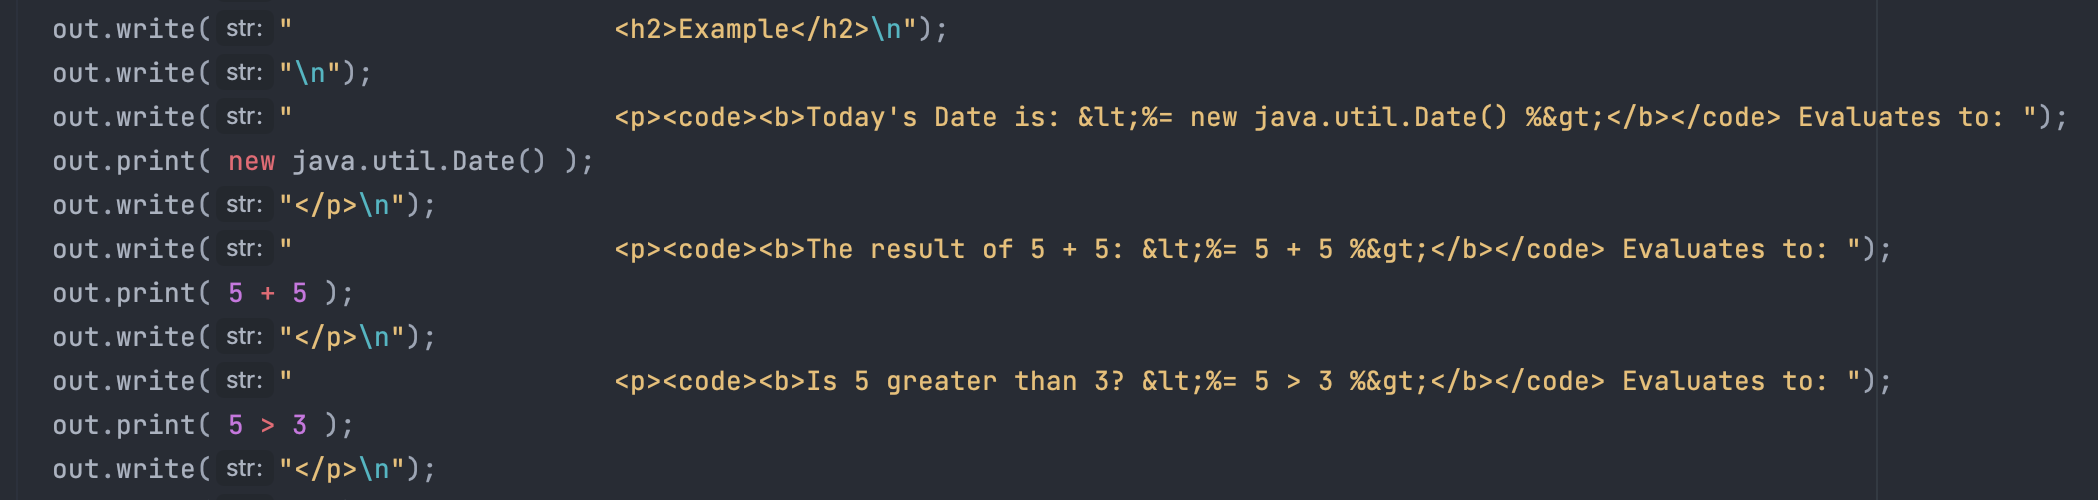 out.write( str: "                    <h2>Example</h2>\n");
out.write( str: "\n");
out.write( str: "                    <p><code><b>Today's Date is: &lt;%= new java.util.Date() %&gt;</b></code> Evaluates to: ");
out.print( new java.util.Date() );
out.write( str: "</p>\n");
out.write( str: "                    <p><code><b>The result of 5 + 5: &lt;%= 5 + 5 %&gt;</b></code> Evaluates to: ");
out.print( 5 + 5 );
out.write( str: "</p>\n");
out.write( str: "                    <p><code><b>Is 5 greater than 3? &lt;%= 5 > 3 %&gt;</b></code> Evaluates to: ");
out.print( 5 > 3 );
out.write( str: "</p>\n");